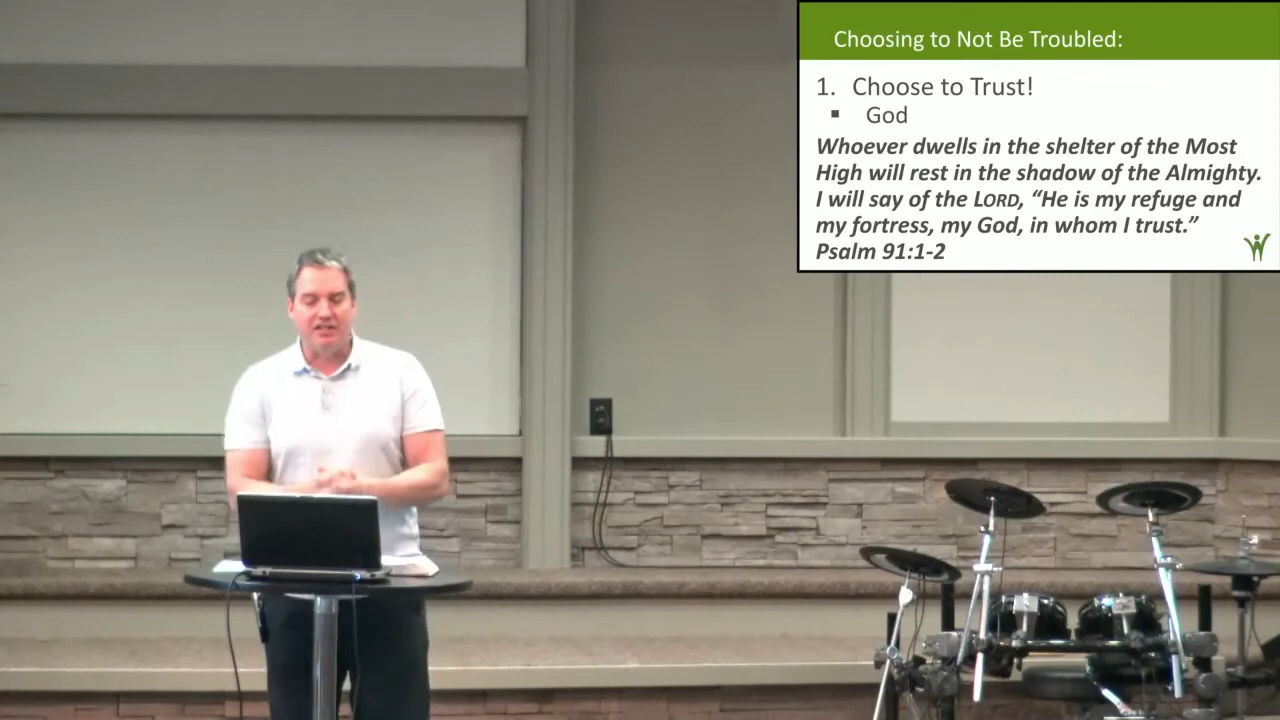 Choosing to Not Be Troubled:
1. Choose to Trust!
▪ God
Whoever dwells in the shelter of the Most
High will rest in the shadow of the Almighty.
I will say of the LORD, “He is my refuge and
my fortress, my God, in whom I trust.”
Psalm 91:1-2